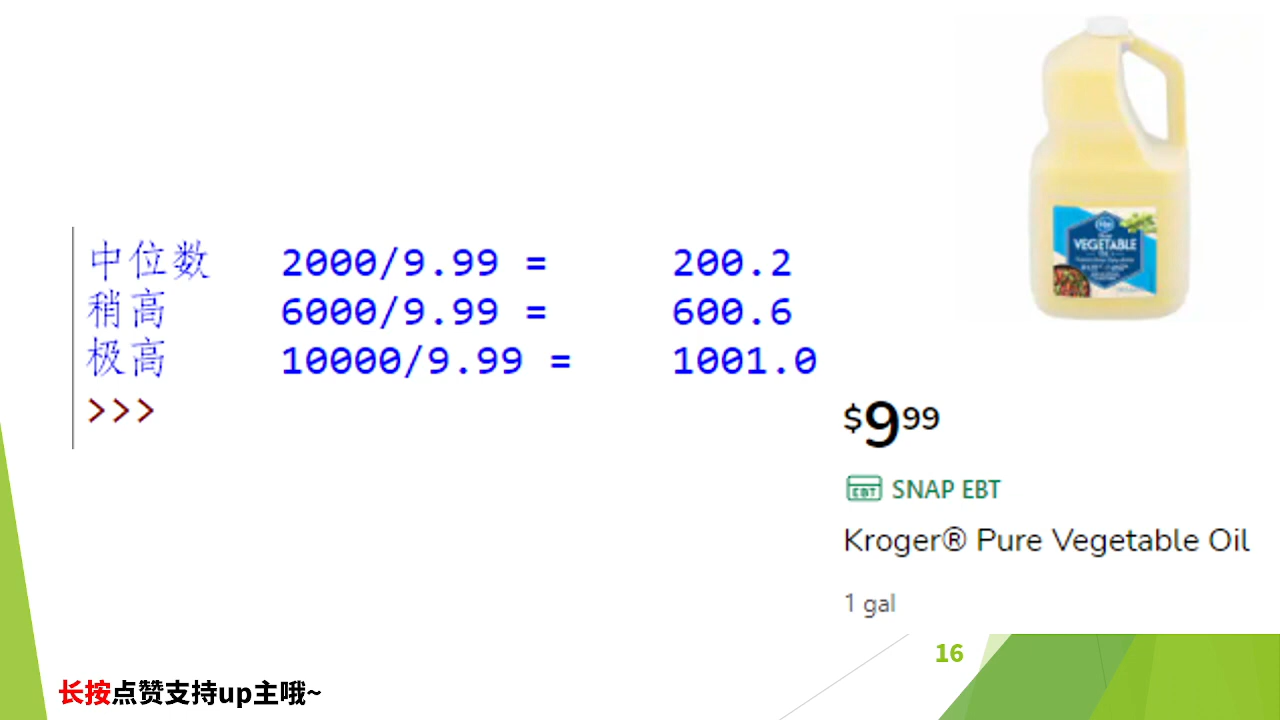 中位数 2000/9.99 = 200.2
稍高 6000/9.99 = 600.6
极高 10000/9.99 = 1001.0
>>>
VEGETABLE
$9.99
EBT SNAP EBT
Kroger® Pure Vegetable Oil
1 gal
16
长按点赞支持up主哦~